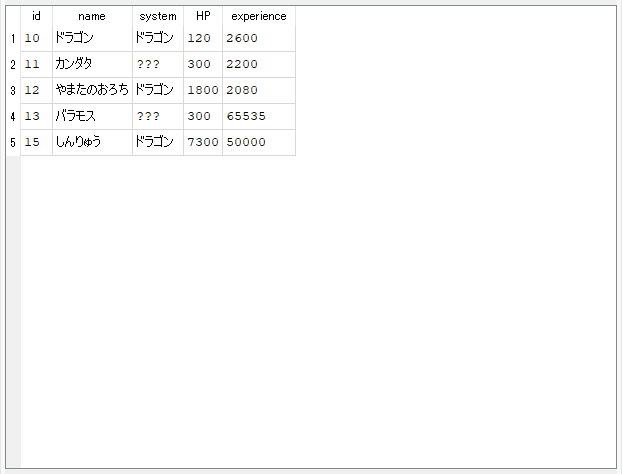 id name system HP experience
1 10 ドラゴン ドラゴン 120 2600
2 11 カンダタ ??? 300 2200
3 12 やまたのおろち ドラゴン 1800 2080
4 13 バラモス ??? 300 65535
5 15 しんりゅう ドラゴン 7300 50000